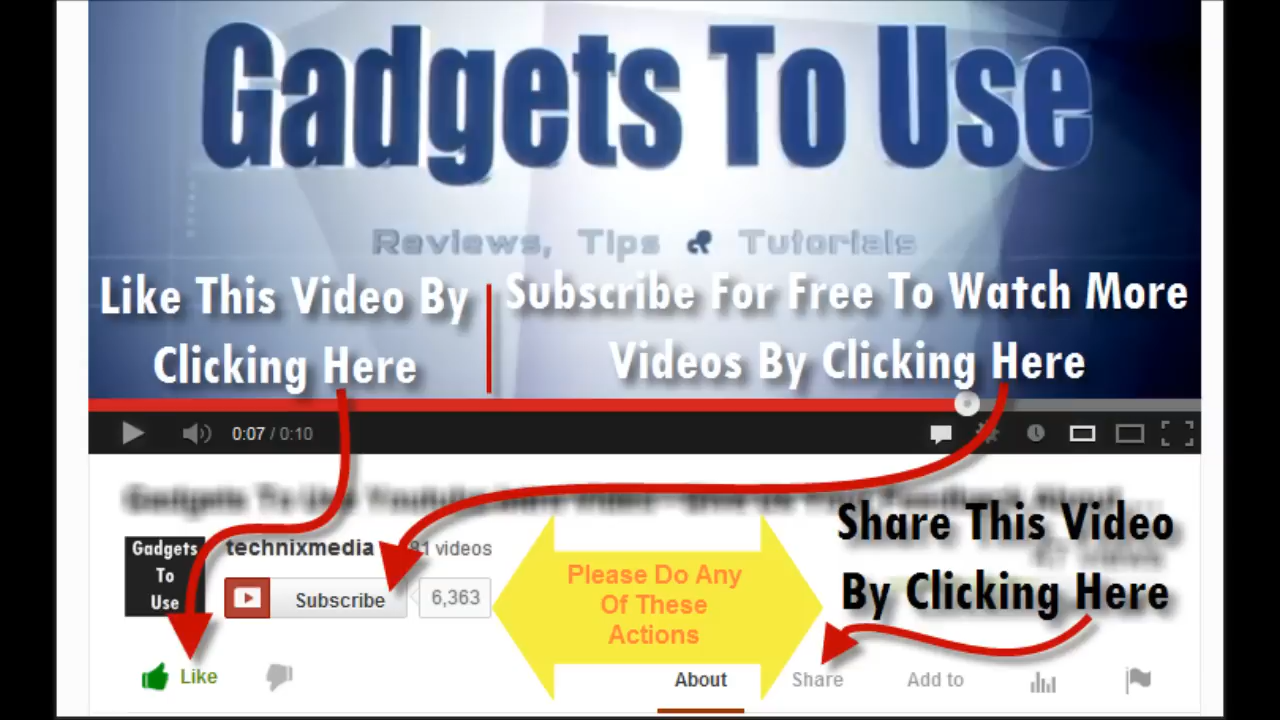 Gadgets To Use
Reviews, Tips & Tutorials
Like This Video By
Clicking Here
Subscribe For Free To Watch More
Videos By Clicking Here
0:07 / 0:10
Share This Video
By Clicking Here
Gadgets
To
Use
technixmedia
videos
Subscribe
6,363
Please Do Any
Of These
Actions
Like
About
Share
Add to